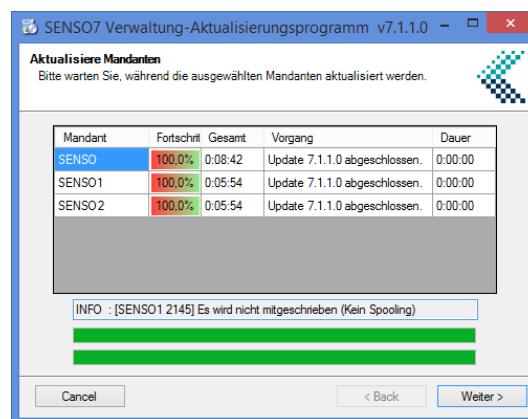 SENSO7 Verwaltung-Aktualisierungsprogramm v7.1.1.0
Aktualisiere Mandanten
Bitte warten Sie, während die ausgewählten Mandanten aktualisiert werden.
Mandant Fortschrit Gesamt Vorgang Dauer
SENSO 100,0% 0:08:42 Update 7.1.1.0 abgeschlossen. 0:00:00
SENSO1 100,0% 0:05:54 Update 7.1.1.0 abgeschlossen. 0:00:00
SENSO2 100,0% 0:05:54 Update 7.1.1.0 abgeschlossen. 0:00:00
INFO : [SENSO1 2145] Es wird nicht mitgeschrieben (Kein Spooling)
Cancel < Back Weiter >